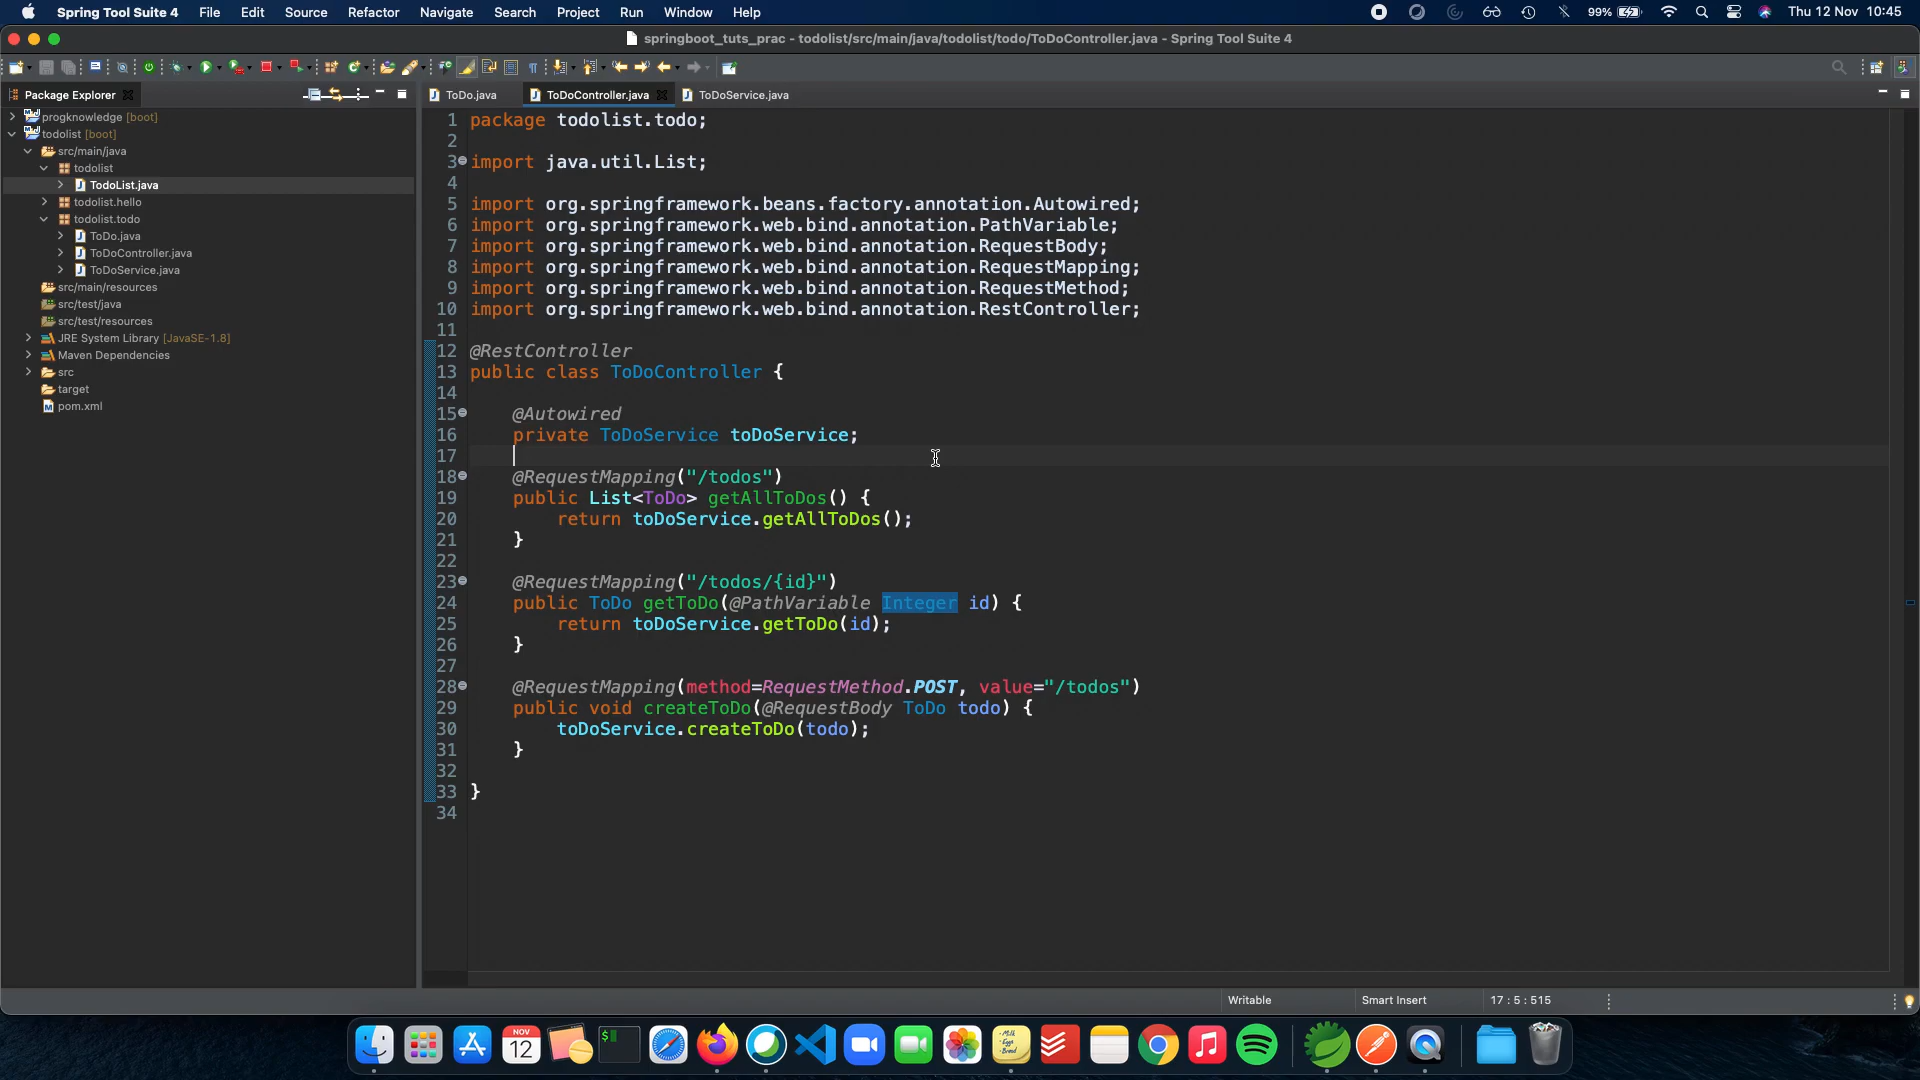 Spring Tool Suite 4 File Edit Source Refactor Navigate Search Project Run Window Help 99% Thu 12 Nov 10:45
springboot_tuts_prac - todolist/src/main/java/todolist/todo/ToDoController.java - Spring Tool Suite 4
Package Explorer
progknowledge [boot]
todolist [boot]
src/main/java
todolist
TodoList.java
todolist.hello
todolist.todo
ToDo.java
ToDoController.java
ToDoService.java
src/main/resources
src/test/java
src/test/resources
JRE System Library [JavaSE-1.8]
Maven Dependencies
src
target
pom.xml
ToDo.java ToDoController.java ToDoService.java
1 package todolist.todo;
2
3 import java.util.List;
4
5 import org.springframework.beans.factory.annotation.Autowired;
6 import org.springframework.web.bind.annotation.PathVariable;
7 import org.springframework.web.bind.annotation.RequestBody;
8 import org.springframework.web.bind.annotation.RequestMapping;
9 import org.springframework.web.bind.annotation.RequestMethod;
10 import org.springframework.web.bind.annotation.RestController;
11
12 @RestController
13 public class ToDoController {
14
15 @Autowired
16 private ToDoService toDoService;
17
18 @RequestMapping("/todos")
19 public List<ToDo> getAllToDos() {
20 return toDoService.getAllToDos();
21 }
22
23 @RequestMapping("/todos/{id}")
24 public ToDo getToDo(@PathVariable Integer id) {
25 return toDoService.getToDo(id);
26 }
27
28 @RequestMapping(method=RequestMethod.POST, value="/todos")
29 public void createToDo(@RequestBody ToDo todo) {
30 toDoService.createToDo(todo);
31 }
32
33 }
34
Writable Smart Insert 17 : 5 : 515
NOV
12
$
Milk
Eggs
Bread